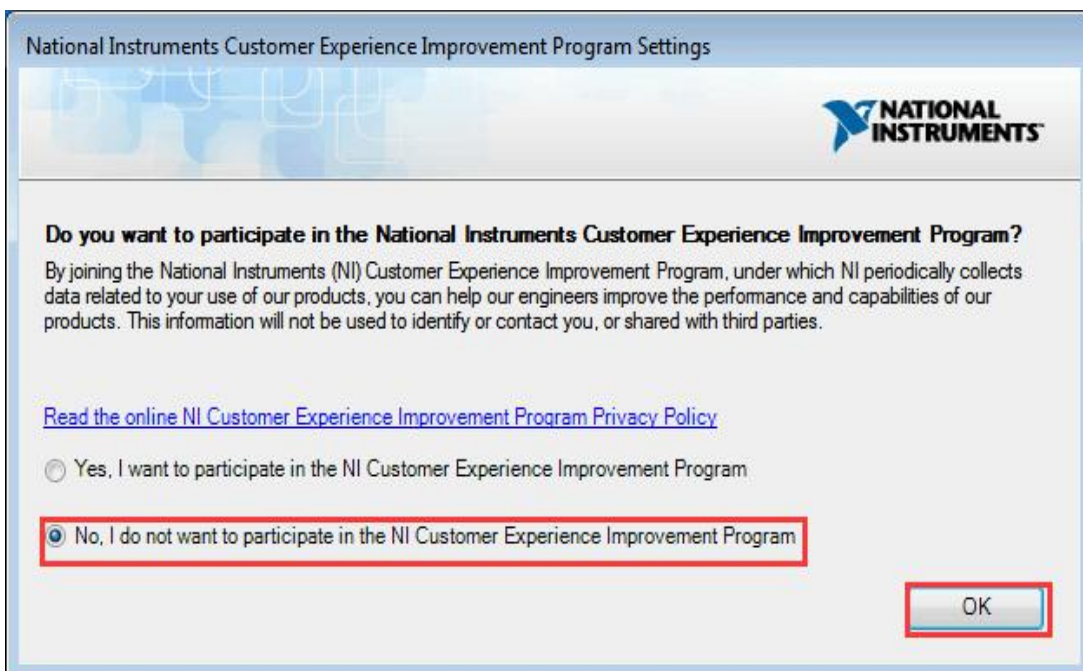 National Instruments Customer Experience Improvement Program Settings
NATIONAL
INSTRUMENTS™
Do you want to participate in the National Instruments Customer Experience Improvement Program?
By joining the National Instruments (NI) Customer Experience Improvement Program, under which NI periodically collects
data related to your use of our products, you can help our engineers improve the performance and capabilities of our
products. This information will not be used to identify or contact you, or shared with third parties.
Read the online NI Customer Experience Improvement Program Privacy Policy
Yes, I want to participate in the NI Customer Experience Improvement Program
No, I do not want to participate in the NI Customer Experience Improvement Program
OK